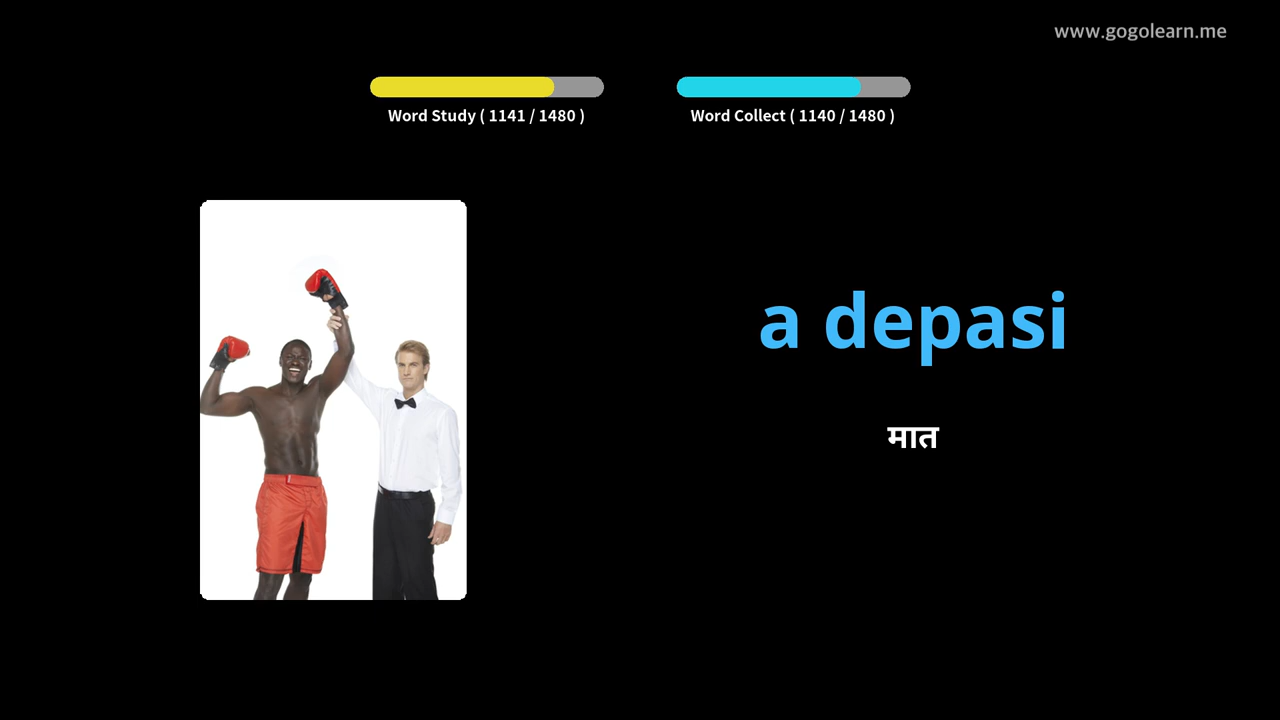 www.gogolearn.me
Word Study ( 1141 / 1480 )
Word Collect ( 1140 / 1480 )
a depasi
मात